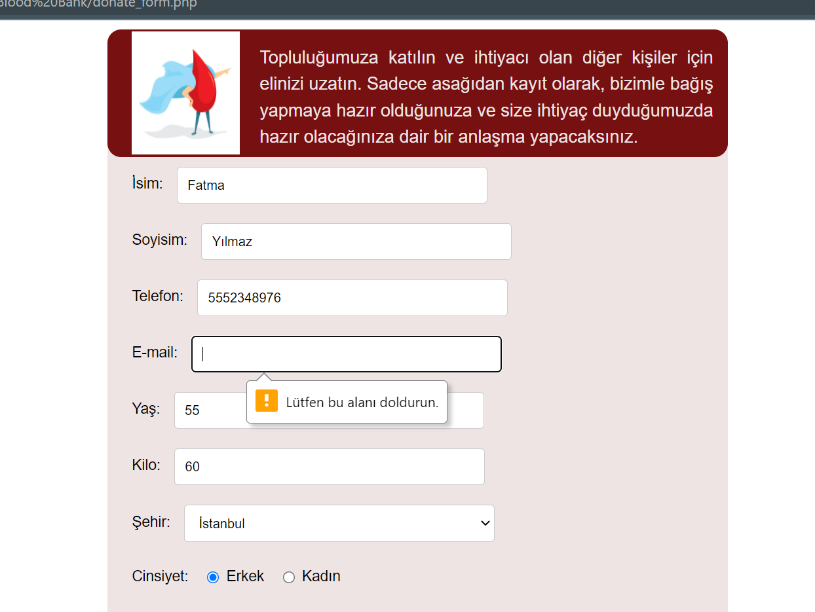 Blood%20Bank/donate_form.php
Topluluğumuza katılın ve ihtiyacı olan diğer kişiler için
elinizi uzatın. Sadece asağıdan kayıt olarak, bizimle bağış
yapmaya hazır olduğunuza ve size ihtiyaç duyduğumuzda
hazır olacağınıza dair bir anlaşma yapacaksınız.
İsim: Fatma
Soyisim: Yılmaz
Telefon: 5552348976
E-mail:
Lütfen bu alanı doldurun.
Yaş: 55
Kilo: 60
Şehir: İstanbul
Cinsiyet: Erkek Kadın